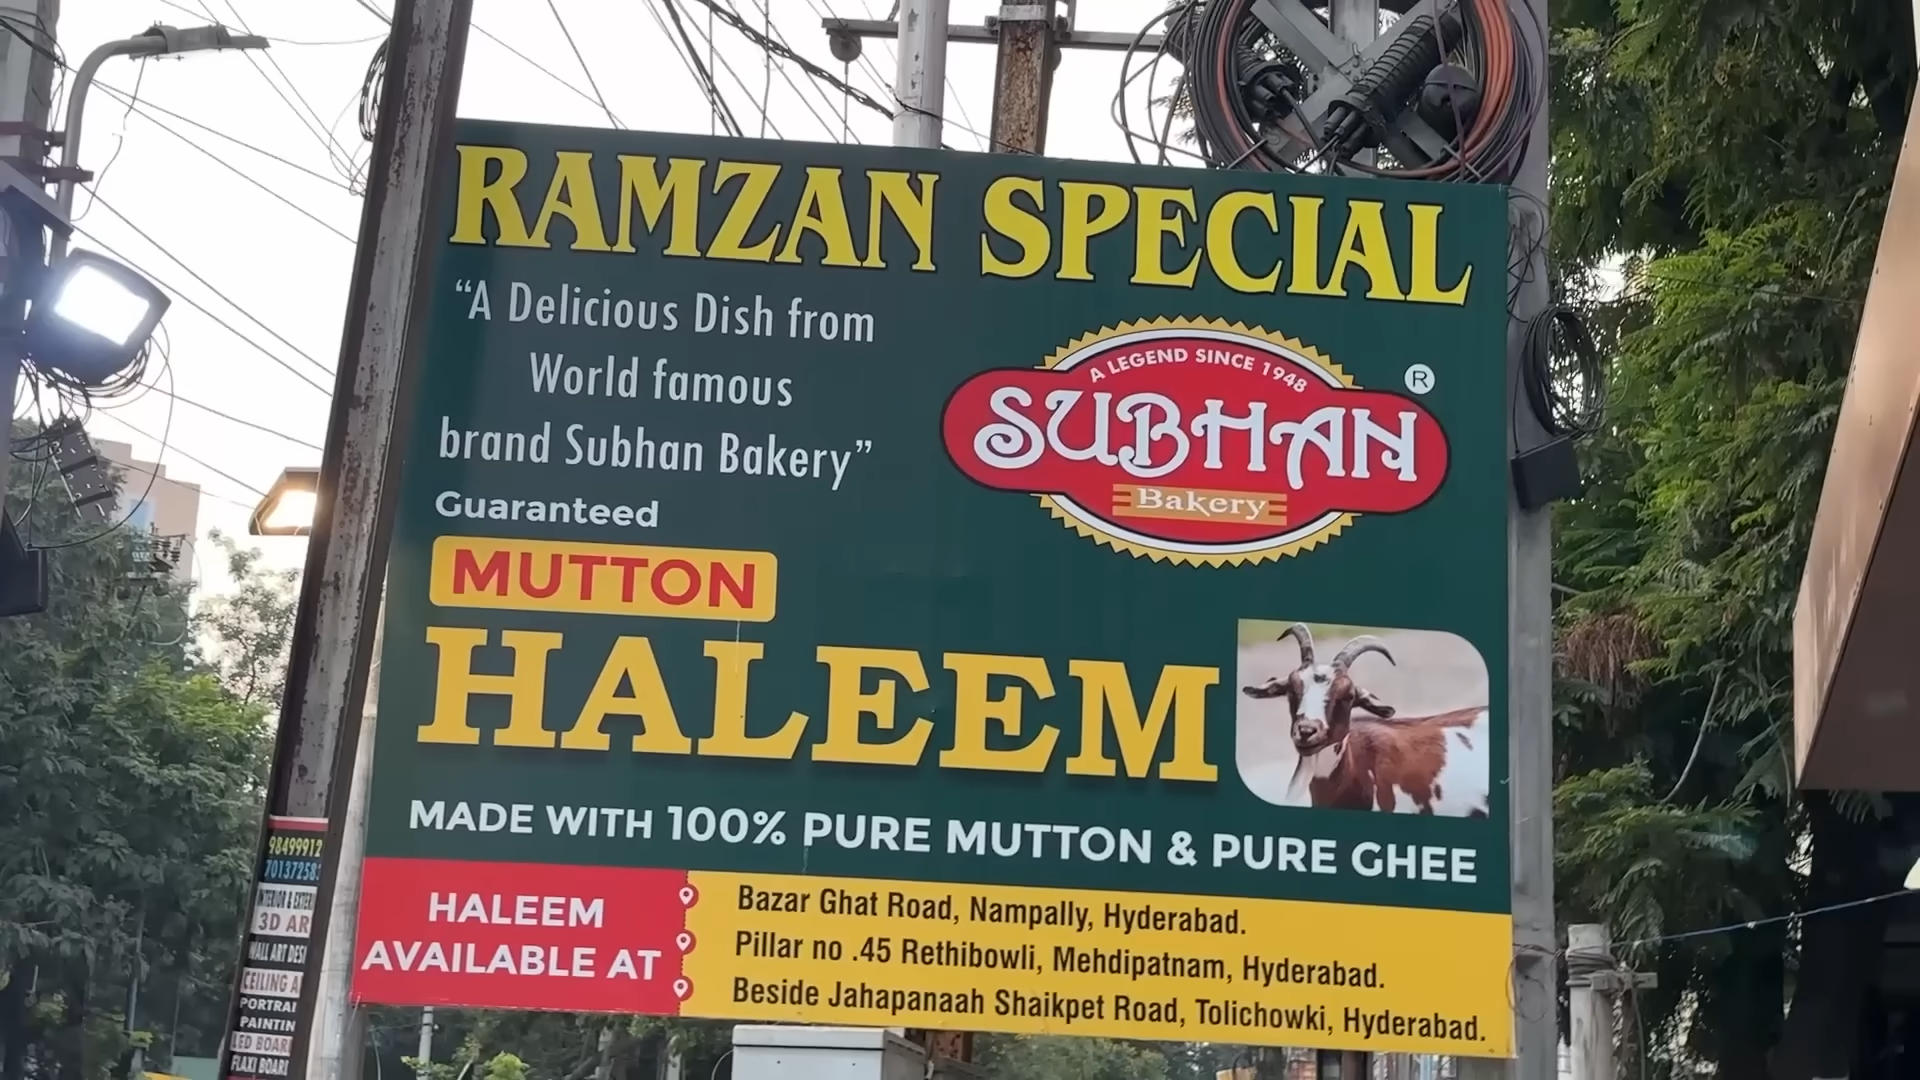 RAMZAN SPECIAL
“A Delicious Dish from
World famous
brand Subhan Bakery”
A LEGEND SINCE 1948
SUBHAN
®
Bakery
Guaranteed
MUTTON
HALEEM
MADE WITH 100% PURE MUTTON & PURE GHEE
HALEEM
AVAILABLE AT
Bazar Ghat Road, Nampally, Hyderabad.
Pillar no .45 Rethibowli, Mehdipatnam, Hyderabad.
Beside Jahapanaah Shaikpet Road, Tolichowki, Hyderabad.
98499912
70137258
INTERIOR &
3D AR
WALL ART DESI
CEILING A
PORTRAI
PAINTIN
LED BOAR
FLAXI BOARI